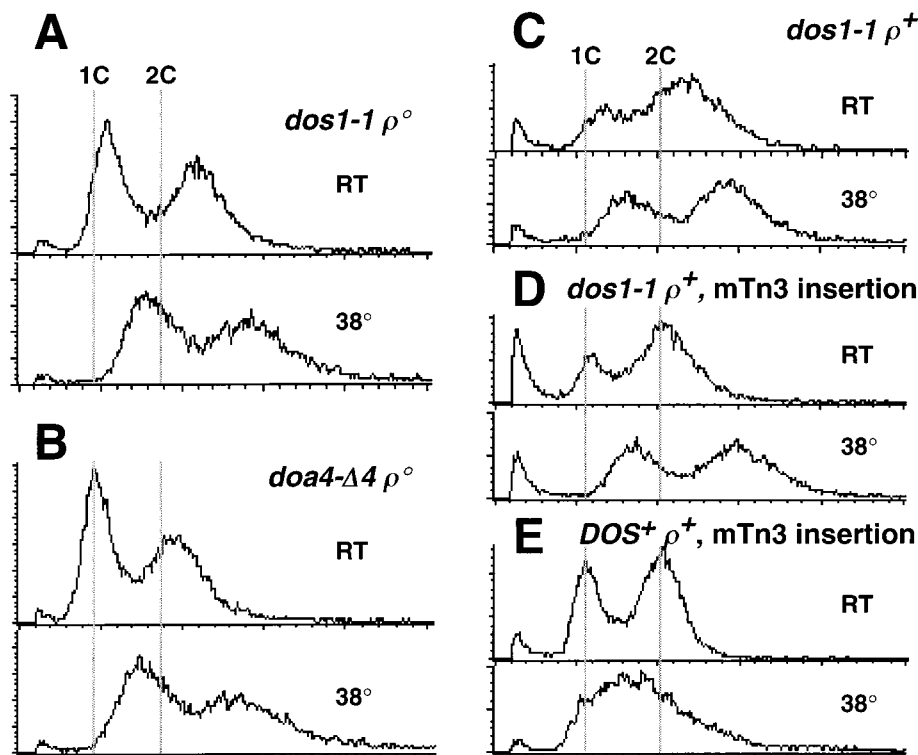 A
1C 2C
dos1-1 ρ°
RT
38°
B
doa4-Δ4 ρ°
RT
38°
C
dos1-1 ρ⁺
1C 2C
RT
38°
D
dos1-1 ρ⁺, mTn3 insertion
RT
38°
E
DOS⁺ ρ⁺, mTn3 insertion
RT
38°